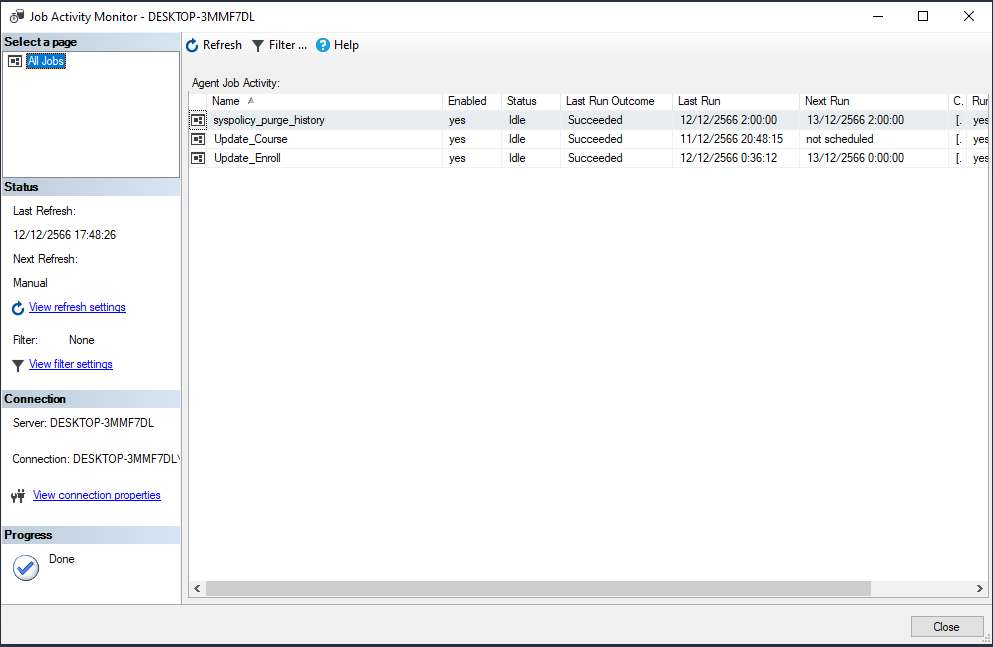 Job Activity Monitor - DESKTOP-3MMF7DL
Select a page
All Jobs
Status
Last Refresh:
12/12/2566 17:48:26
Next Refresh:
Manual
View refresh settings
Filter: None
View filter settings
Connection
Server: DESKTOP-3MMF7DL
Connection: DESKTOP-3MMF7DL\
View connection properties
Progress
Done
Refresh Filter ... Help
Agent Job Activity:
Name Enabled Status Last Run Outcome Last Run Next Run C. Run
syspolicy_purge_history yes Idle Succeeded 12/12/2566 2:00:00 13/12/2566 2:00:00 [. yes
Update_Course yes Idle Succeeded 11/12/2566 20:48:15 not scheduled [. yes
Update_Enroll yes Idle Succeeded 12/12/2566 0:36:12 13/12/2566 0:00:00 [. yes
Close